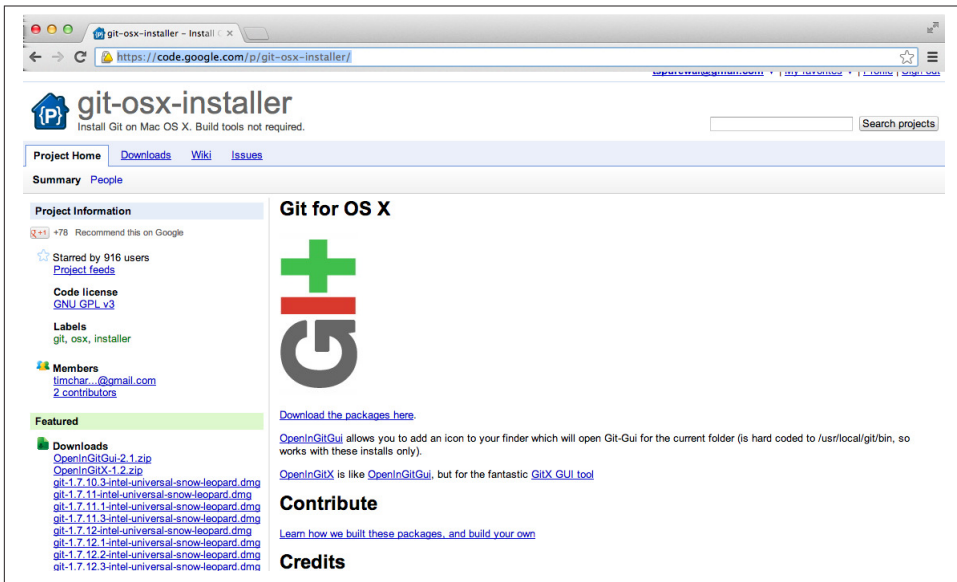 git-osx-installer – Install
https://code.google.com/p/git-osx-installer/
tspurewal@gmail.com ▼ | My favorites ▼ | Profile | Sign out
{P}
git-osx-installer
Install Git on Mac OS X. Build tools not required.
Search projects
Project Home Downloads Wiki Issues
Summary People
Project Information
+1 +78 Recommend this on Google
Starred by 916 users
Project feeds
Code license
GNU GPL v3
Labels
git, osx, installer
Members
timchar...@gmail.com
2 contributors
Featured
Downloads
OpenInGitGui-2.1.zip
OpenInGitX-1.2.zip
git-1.7.10.3-intel-universal-snow-leopard.dmg
git-1.7.11-intel-universal-snow-leopard.dmg
git-1.7.11.1-intel-universal-snow-leopard.dmg
git-1.7.11.3-intel-universal-snow-leopard.dmg
git-1.7.12-intel-universal-snow-leopard.dmg
git-1.7.12.1-intel-universal-snow-leopard.dmg
git-1.7.12.2-intel-universal-snow-leopard.dmg
git-1.7.12.3-intel-universal-snow-leopard.dmg
Git for OS X
GIt
Download the packages here.
OpenInGitGui allows you to add an icon to your finder which will open Git-Gui for the current folder (is hard coded to /usr/local/git/bin, so
works with these installs only).
OpenInGitX is like OpenInGitGui, but for the fantastic GitX GUI tool
Contribute
Learn how we built these packages, and build your own
Credits